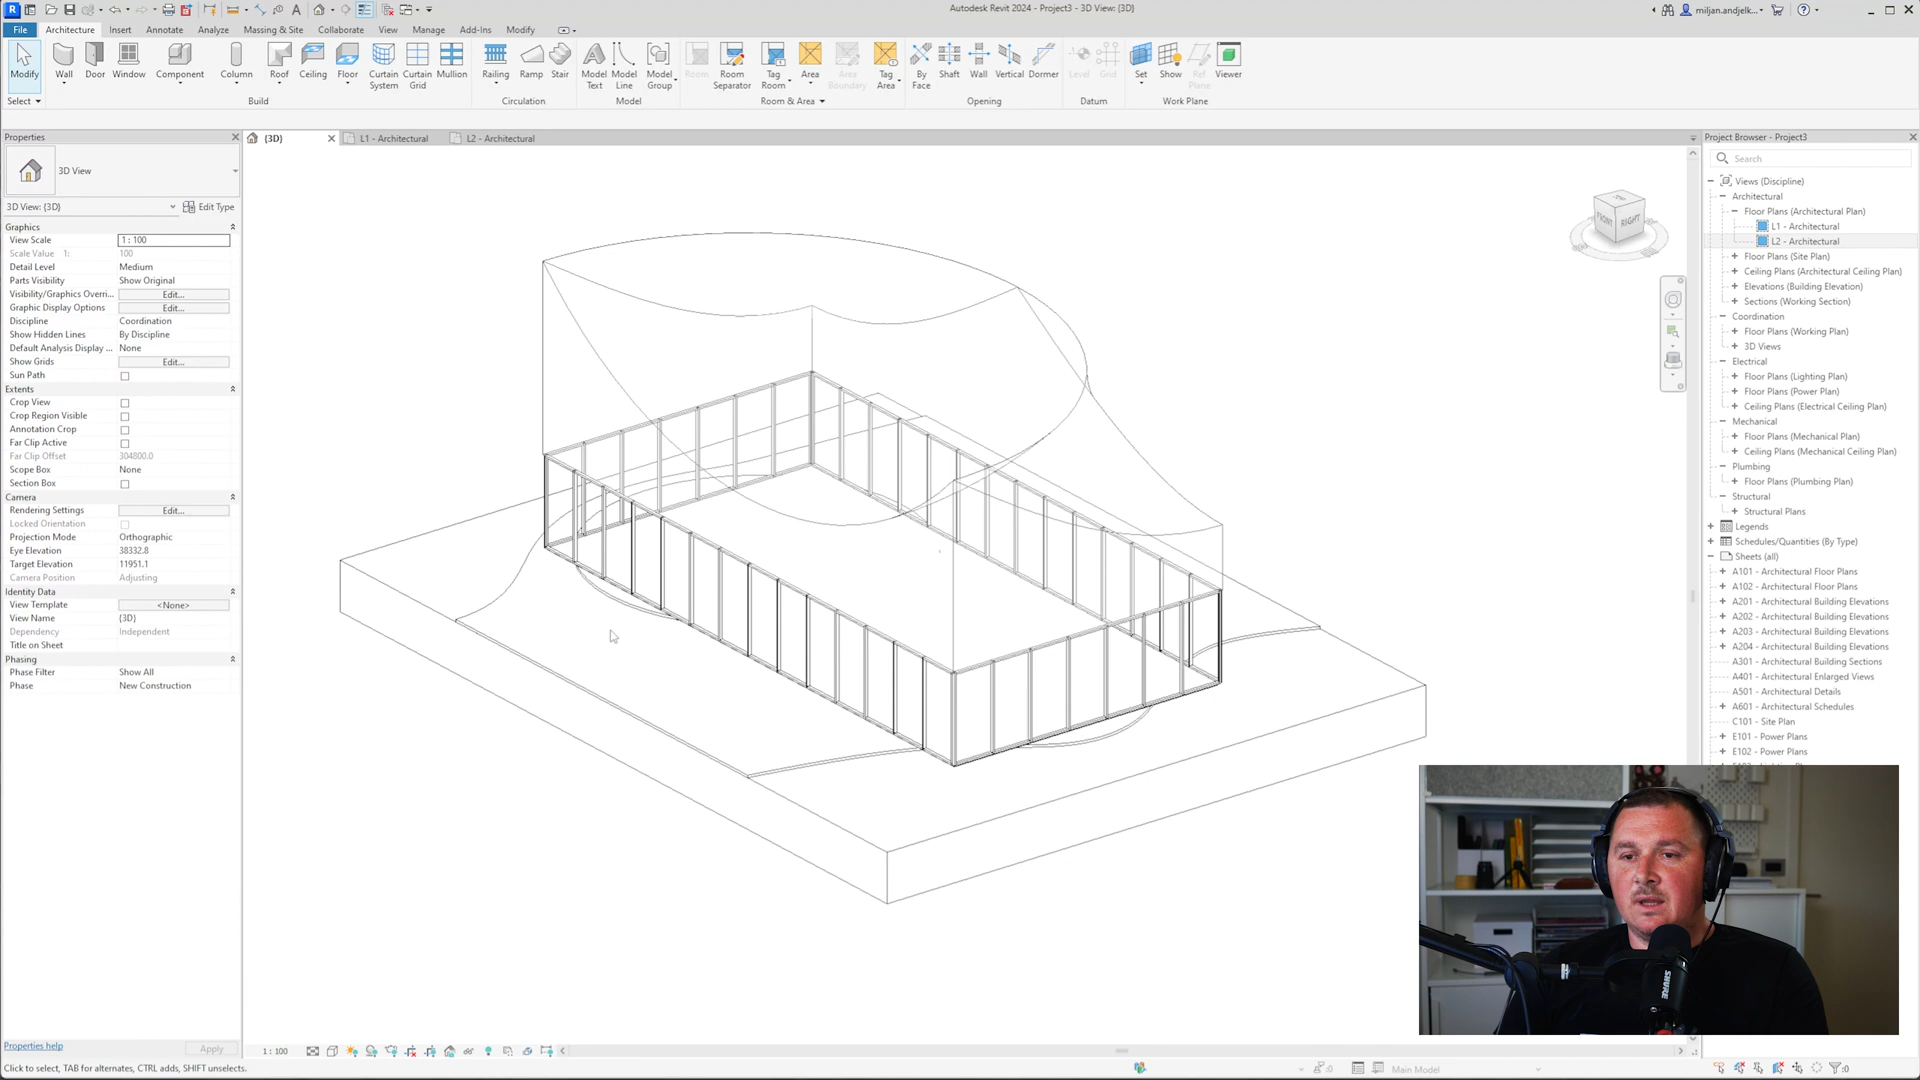 Autodesk Revit 2024 - Project3 - 3D View: {3D}
miljan.andjelk...
File Architecture Insert Annotate Analyze Massing & Site Collaborate View Manage Add-Ins Modify
Modify Wall Door Window Component Column Roof Ceiling Floor Curtain System Curtain Grid Mullion Railing Ramp Stair Model Text Model Line Model Group Room Room Separator Tag Room Area Area Boundary Tag Area By Face Shaft Wall Vertical Dormer Level Grid Set Show Ref Plane Viewer
Select Build Circulation Model Room & Area Opening Datum Work Plane
Properties
3D View
3D View: {3D} Edit Type
Graphics
View Scale 1 : 100
Scale Value 1: 100
Detail Level Medium
Parts Visibility Show Original
Visibility/Graphics Overri... Edit...
Graphic Display Options Edit...
Discipline Coordination
Show Hidden Lines By Discipline
Default Analysis Display ... None
Show Grids Edit...
Sun Path
Extents
Crop View
Crop Region Visible
Annotation Crop
Far Clip Active
Far Clip Offset 304800.0
Scope Box None
Section Box
Camera
Rendering Settings Edit...
Locked Orientation
Projection Mode Orthographic
Eye Elevation 38332.8
Target Elevation 11951.1
Camera Position Adjusting
Identity Data
View Template <None>
View Name {3D}
Dependency Independent
Title on Sheet
Phasing
Phase Filter Show All
Phase New Construction
Properties help Apply
{3D} L1 - Architectural L2 - Architectural
FRONT RIGHT
Project Browser - Project3
Search
Views (Discipline)
Architectural
Floor Plans (Architectural Plan)
L1 - Architectural
L2 - Architectural
Floor Plans (Site Plan)
Ceiling Plans (Architectural Ceiling Plan)
Elevations (Building Elevation)
Sections (Working Section)
Coordination
Floor Plans (Working Plan)
3D Views
Electrical
Floor Plans (Lighting Plan)
Floor Plans (Power Plan)
Ceiling Plans (Electrical Ceiling Plan)
Mechanical
Floor Plans (Mechanical Plan)
Ceiling Plans (Mechanical Ceiling Plan)
Plumbing
Floor Plans (Plumbing Plan)
Structural
Structural Plans
Legends
Schedules/Quantities (By Type)
Sheets (all)
A101 - Architectural Floor Plans
A102 - Architectural Floor Plans
A201 - Architectural Building Elevations
A202 - Architectural Building Elevations
A203 - Architectural Building Elevations
A204 - Architectural Building Elevations
A301 - Architectural Building Sections
A401 - Architectural Enlarged Views
A501 - Architectural Details
A601 - Architectural Schedules
C101 - Site Plan
E101 - Power Plans
E102 - Power Plans
SHURE
1 : 100
Click to select, TAB for alternates, CTRL adds, SHIFT unselects.
:0
Main Model
:0